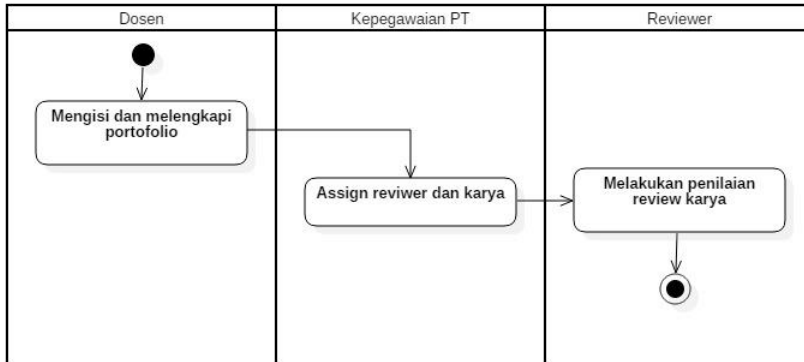 Dosen
Kepegawaian PT
Reviewer
Mengisi dan melengkapi
portofolio
Assign reviwer dan karya
Melakukan penilaian
review karya